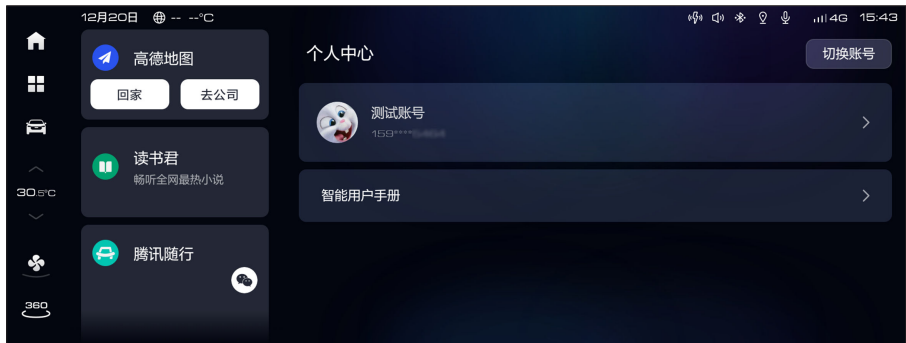 12月20日 -- --°C
4G 15:43
高德地图
回家 去公司
读书君
畅听全网最热小说
30.5°C
腾讯随行
360
个人中心
切换账号
测试账号
159****
智能用户手册